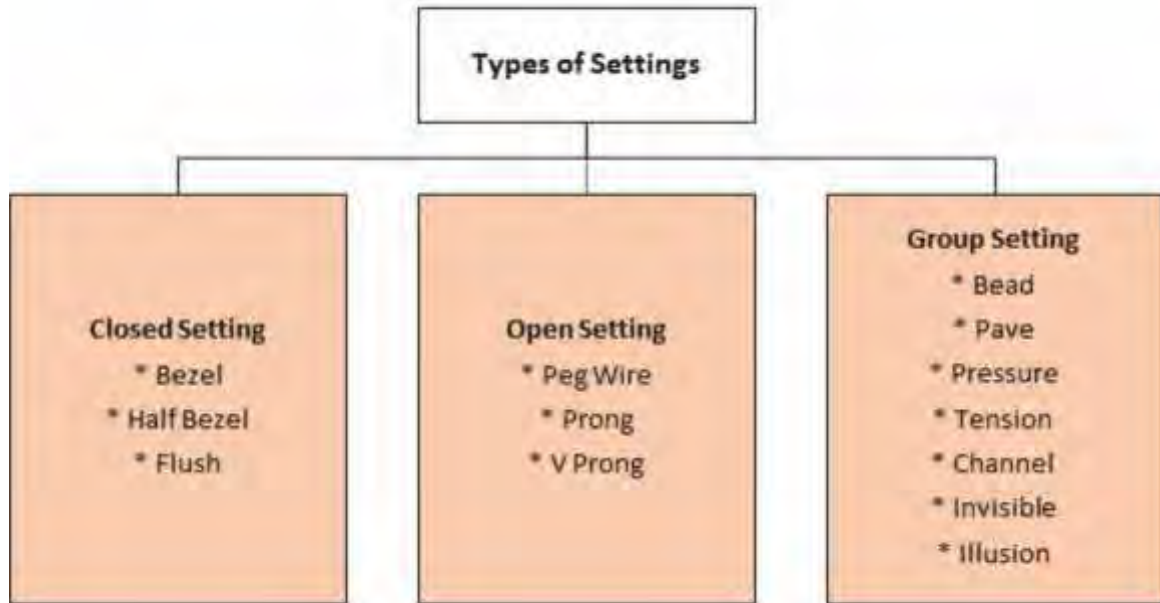 Types of Settings
Closed Setting
* Bezel
* Half Bezel
* Flush
Open Setting
* Peg Wire
* Prong
* V Prong
Group Setting
* Bead
* Pave
* Pressure
* Tension
* Channel
* Invisible
* Illusion